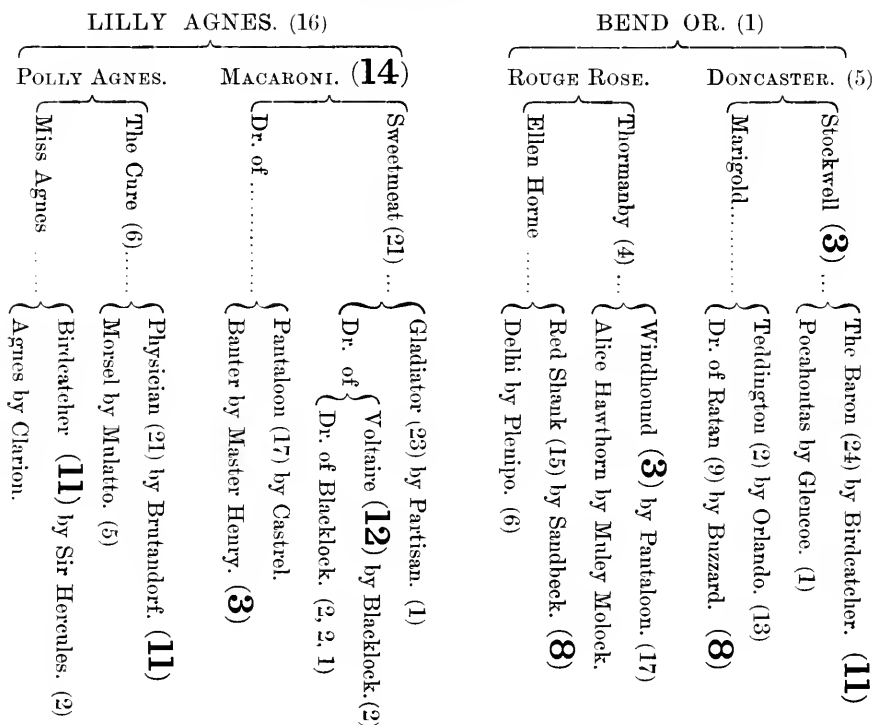 LILLY AGNES. (16)
BEND OR. (1)
POLLY AGNES.
MACARONI. (14)
ROUGE ROSE.
DONCASTER. (5)
Stockwell (3) ...
Marigold..........
Thormanby (4) ...
Ellen Horne ......
Sweetmeat (21) ...
Dr. of ...............
The Cure (6)......
Miss Agnes ......
The Baron (24) by Birdcatcher. (11)
Pocahontas by Glencoe. (1)
Teddington (2) by Orlando. (13)
Dr. of Ratan (9) by Buzzard. (8)
Windhound (3) by Pantaloon. (17)
Alice Hawthorn by Muley Molock.
Red Shank (15) by Sandbeck. (8)
Delhi by Plenipo. (6)
Gladiator (23) by Partisan. (1)
Dr. of
Voltaire (12) by Blacklock. (2)
Dr. of Blacklock. (2, 2, 1)
Pantaloon (17) by Castrel.
Banter by Master Henry. (3)
Physician (21) by Brutandorf. (11)
Morsel by Mulatto. (5)
Birdcatcher (11) by Sir Hercules. (2)
Agnes by Clarion.